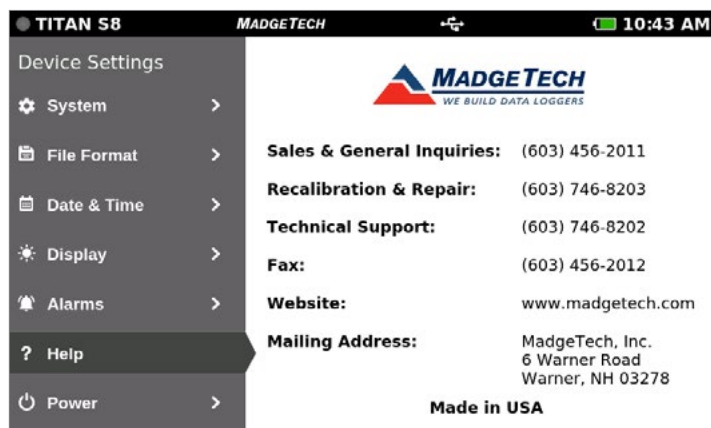 TITAN S8 MADGETECH 10:43 AM
Device Settings
System
File Format
Date & Time
Display
Alarms
? Help
Power
MADGETECH
WE BUILD DATA LOGGERS
Sales & General Inquiries: (603) 456-2011
Recalibration & Repair: (603) 746-8203
Technical Support: (603) 746-8202
Fax: (603) 456-2012
Website: www.madgetech.com
Mailing Address: MadgeTech, Inc.
6 Warner Road
Warner, NH 03278
Made in USA